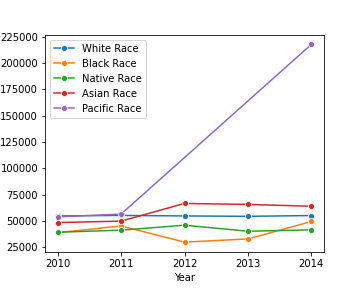 225000
200000
175000
150000
125000
100000
75000
50000
25000
White Race
Black Race
Native Race
Asian Race
Pacific Race
2010 2011 2012 2013 2014
Year